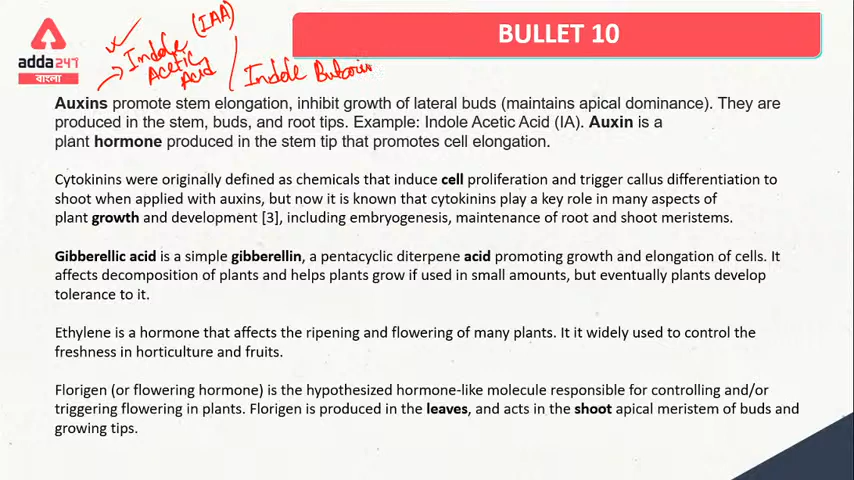 BULLET 10
adda247
বাংলা
(IAA)
Indole
Acetic
Acid
Indole
Auxins promote stem elongation, inhibit growth of lateral buds (maintains apical dominance). They are
produced in the stem, buds, and root tips. Example: Indole Acetic Acid (IA). Auxin is a
plant hormone produced in the stem tip that promotes cell elongation.
Cytokinins were originally defined as chemicals that induce cell proliferation and trigger callus differentiation to
shoot when applied with auxins, but now it is known that cytokinins play a key role in many aspects of
plant growth and development [3], including embryogenesis, maintenance of root and shoot meristems.
Gibberellic acid is a simple gibberellin, a pentacyclic diterpene acid promoting growth and elongation of cells. It
affects decomposition of plants and helps plants grow if used in small amounts, but eventually plants develop
tolerance to it.
Ethylene is a hormone that affects the ripening and flowering of many plants. It it widely used to control the
freshness in horticulture and fruits.
Florigen (or flowering hormone) is the hypothesized hormone-like molecule responsible for controlling and/or
triggering flowering in plants. Florigen is produced in the leaves, and acts in the shoot apical meristem of buds and
growing tips.